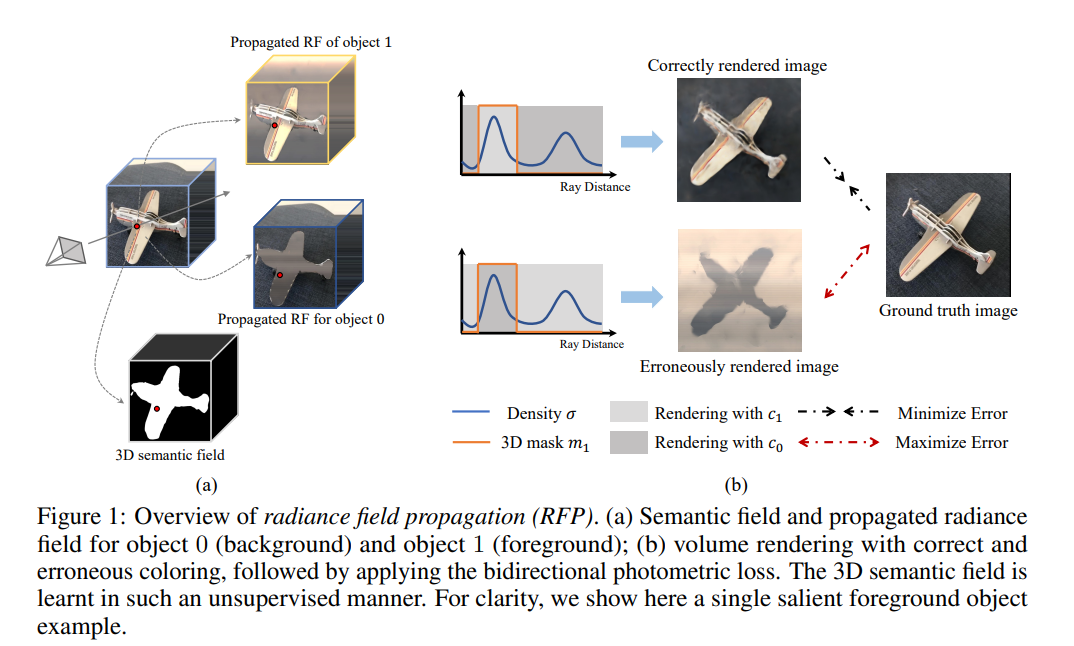 Propagated RF of object 1
Propagated RF for object 0
3D semantic field
(a)
Correctly rendered image
Ray Distance
Ray Distance
Erroneously rendered image
Ground truth image
Density σ
Rendering with c₁
Minimize Error
3D mask m₁
Rendering with c₀
Maximize Error
(b)
Figure 1: Overview of radiance field propagation (RFP). (a) Semantic field and propagated radiance
field for object 0 (background) and object 1 (foreground); (b) volume rendering with correct and
erroneous coloring, followed by applying the bidirectional photometric loss. The 3D semantic field is
learnt in such an unsupervised manner. For clarity, we show here a single salient foreground object
example.